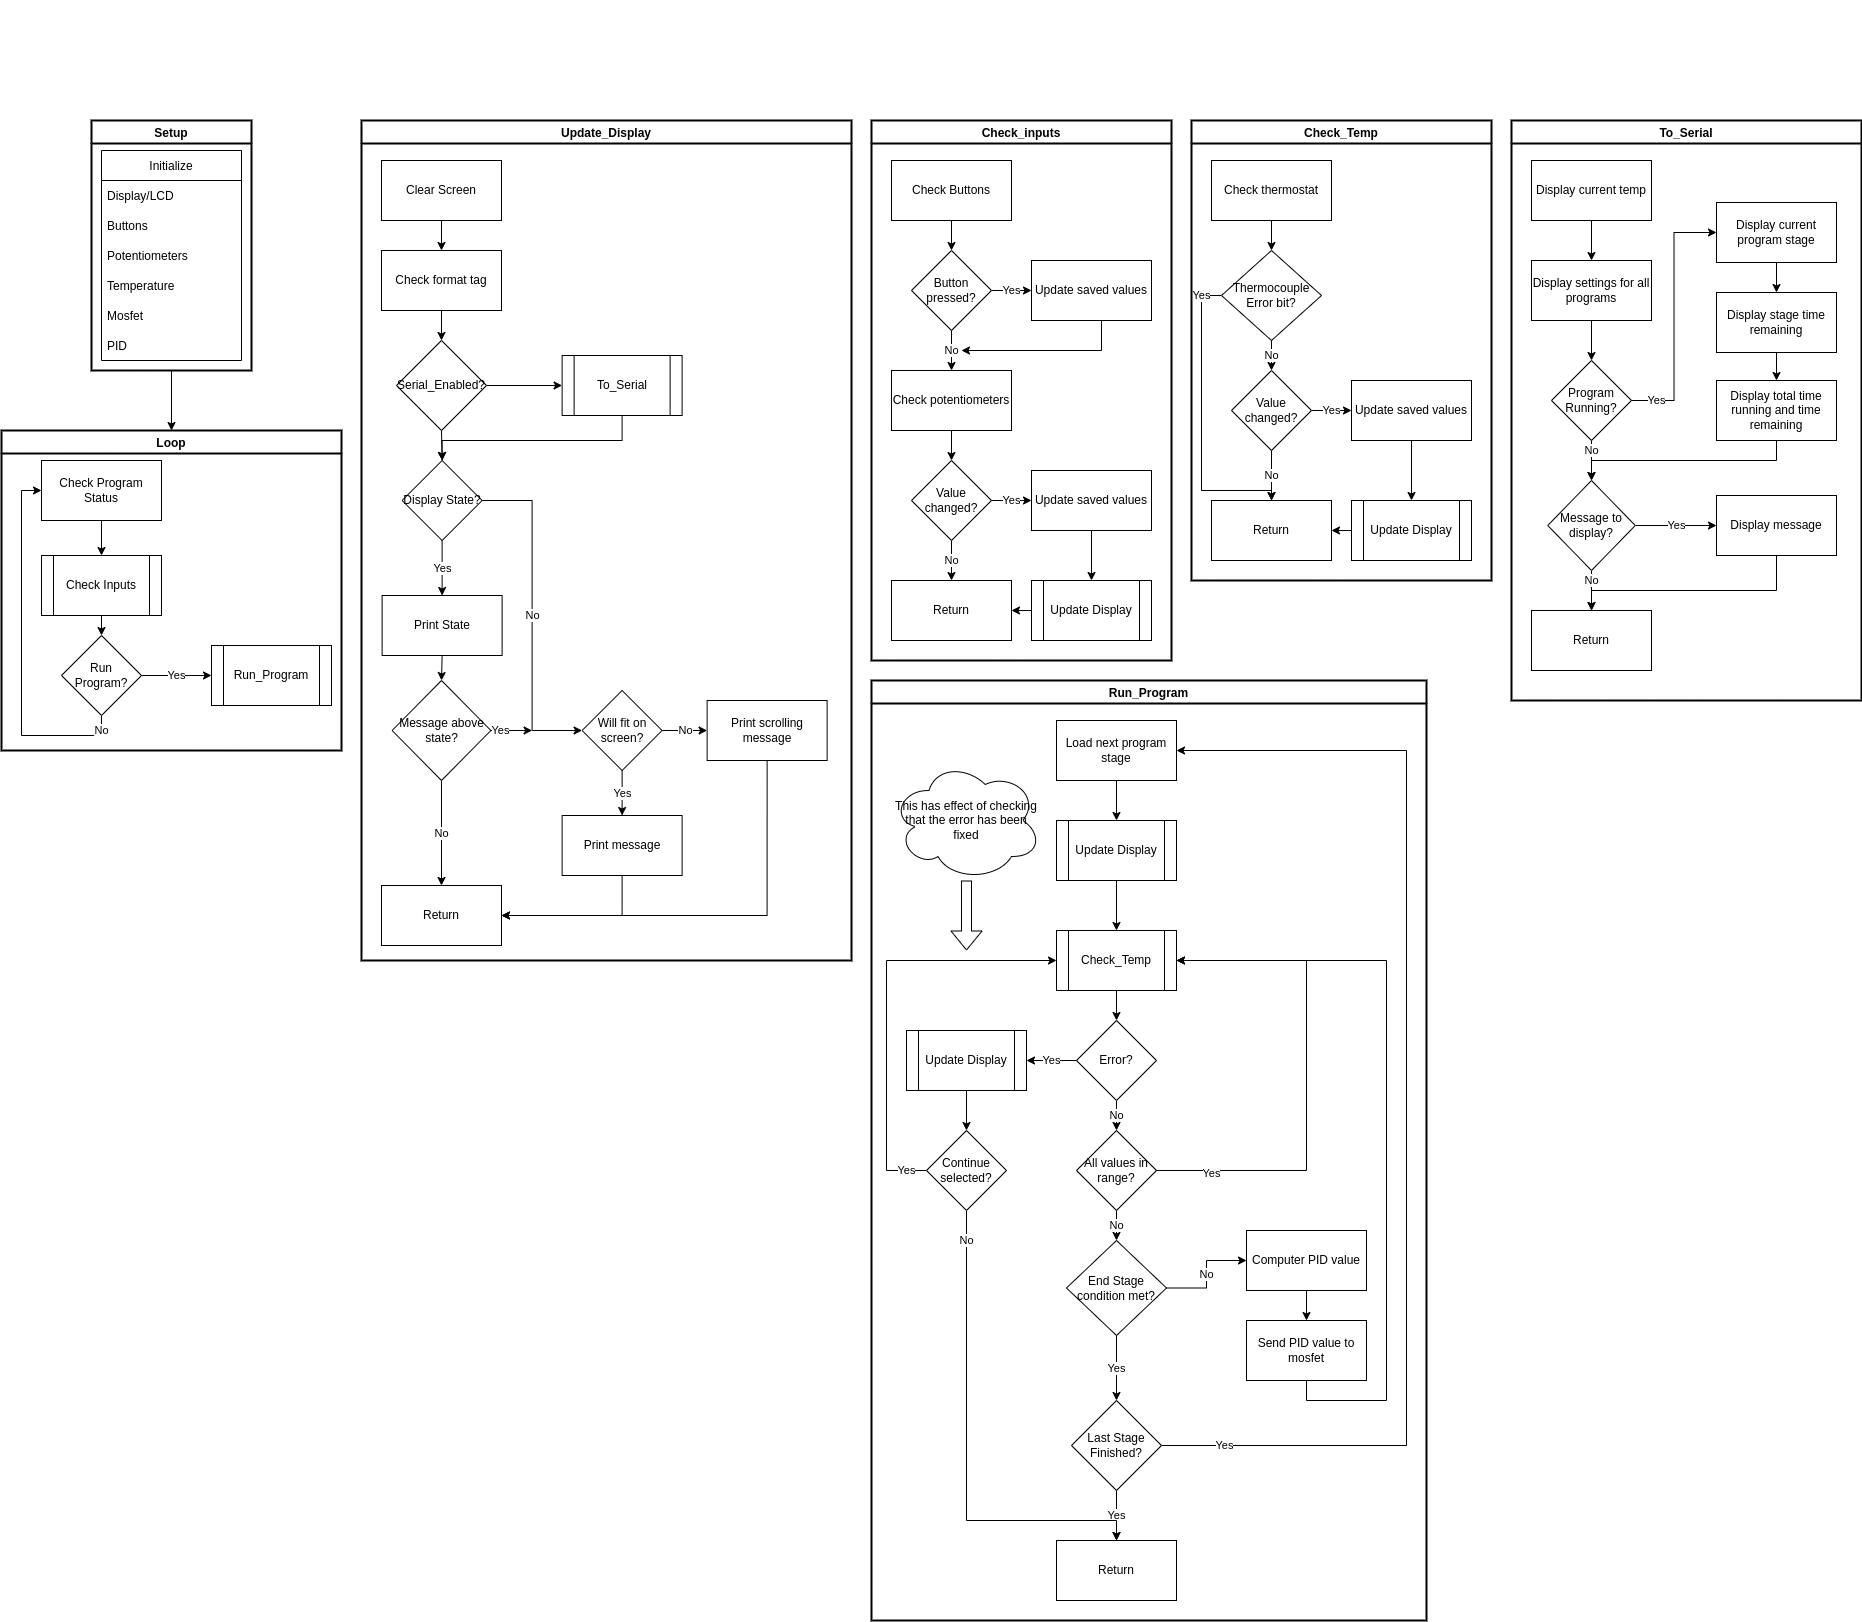 Setup
Initialize
Display/LCD
Buttons
Potentiometers
Temperature
Mosfet
PID
Loop
Check Program
Status
Check Inputs
Run
Program?
Yes
Run_Program
No
Update_Display
Clear Screen
Check format tag
Serial_Enabled?
To_Serial
Display State?
Yes
No
Print State
Message above
state?
Yes
Will fit on
screen?
No
Print scrolling
message
Yes
No
Print message
Return
Check_inputs
Check Buttons
Button
pressed?
Yes
Update saved values
No
Check potentiometers
Value
changed?
Yes
Update saved values
No
Return
Update Display
Check_Temp
Check thermostat
Yes
Thermocouple
Error bit?
No
Value
changed?
Yes
Update saved values
No
Return
Update Display
To_Serial
Display current temp
Display settings for all
programs
Program
Running?
Yes
Display current
program stage
Display stage time
remaining
Display total time
running and time
remaining
No
Message to
display?
Yes
Display message
No
Return
Run_Program
Load next program
stage
This has effect of checking
that the error has been
fixed
Update Display
Check_Temp
Error?
Yes
Update Display
No
Continue
selected?
Yes
No
All values in
range?
Yes
No
End Stage
condition met?
No
Computer PID value
Send PID value to
mosfet
Yes
Last Stage
Finished?
Yes
Yes
Return